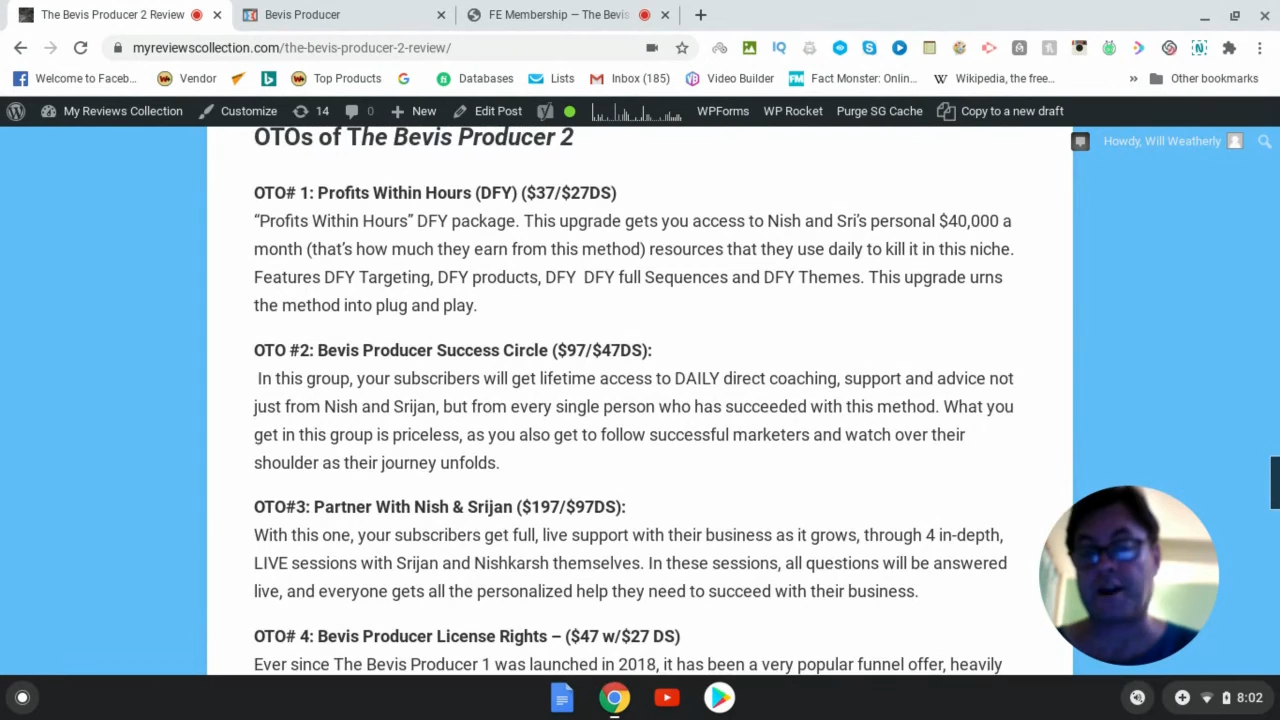 The Bevis Producer 2 Review
Bevis Producer
FE Membership — The Bevis
myreviewscollection.com/the-bevis-producer-2-review/
Welcome to Faceb...
Vendor
Top Products
Databases
Lists
Inbox (185)
Video Builder
Fact Monster: Onlin...
Wikipedia, the free...
Other bookmarks
My Reviews Collection
Customize
14
0
New
Edit Post
WPForms
WP Rocket
Purge SG Cache
Copy to a new draft
Howdy, Will Weatherly
OTOs of The Bevis Producer 2
OTO# 1: Profits Within Hours (DFY) ($37/$27DS)
“Profits Within Hours” DFY package. This upgrade gets you access to Nish and Sri’s personal $40,000 a
month (that’s how much they earn from this method) resources that they use daily to kill it in this niche.
Features DFY Targeting, DFY products, DFY  DFY full Sequences and DFY Themes. This upgrade urns
the method into plug and play.
OTO #2: Bevis Producer Success Circle ($97/$47DS):
In this group, your subscribers will get lifetime access to DAILY direct coaching, support and advice not
just from Nish and Srijan, but from every single person who has succeeded with this method. What you
get in this group is priceless, as you also get to follow successful marketers and watch over their
shoulder as their journey unfolds.
OTO#3: Partner With Nish & Srijan ($197/$97DS):
With this one, your subscribers get full, live support with their business as it grows, through 4 in-depth,
LIVE sessions with Srijan and Nishkarsh themselves. In these sessions, all questions will be answered
live, and everyone gets all the personalized help they need to succeed with their business.
OTO# 4: Bevis Producer License Rights – ($47 w/$27 DS)
Ever since The Bevis Producer 1 was launched in 2018, it has been a very popular funnel offer, heavily
8:02